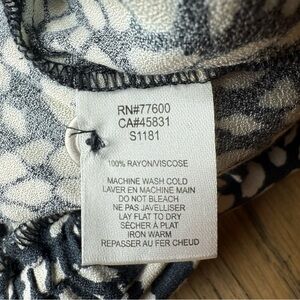 RN#77600
CA#45831
S1181
100% RAYON/VISCOSE
MACHINE WASH COLD
LAVER EN MACHINE MAIN
DO NOT BLEACH
NE PAS JAVELLISER
LAY FLAT TO DRY
SÉCHER A PLAT
IRON WARM
REPASSER AU FER CHEUD